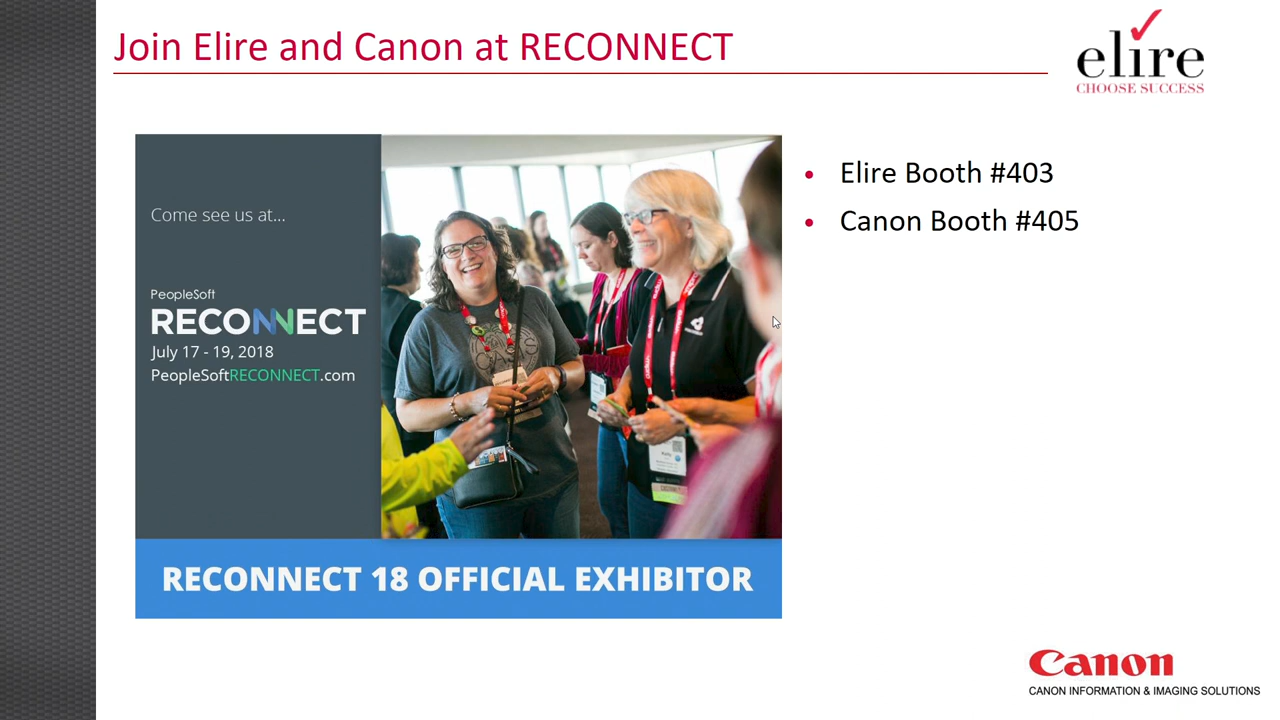 Join Elire and Canon at RECONNECT
elire
CHOOSE SUCCESS
Come see us at...
PeopleSoft
RECONNECT
July 17 - 19, 2018
PeopleSoftRECONNECT.com
RECONNECT 18 OFFICIAL EXHIBITOR
• Elire Booth #403
• Canon Booth #405
Canon
CANON INFORMATION & IMAGING SOLUTIONS